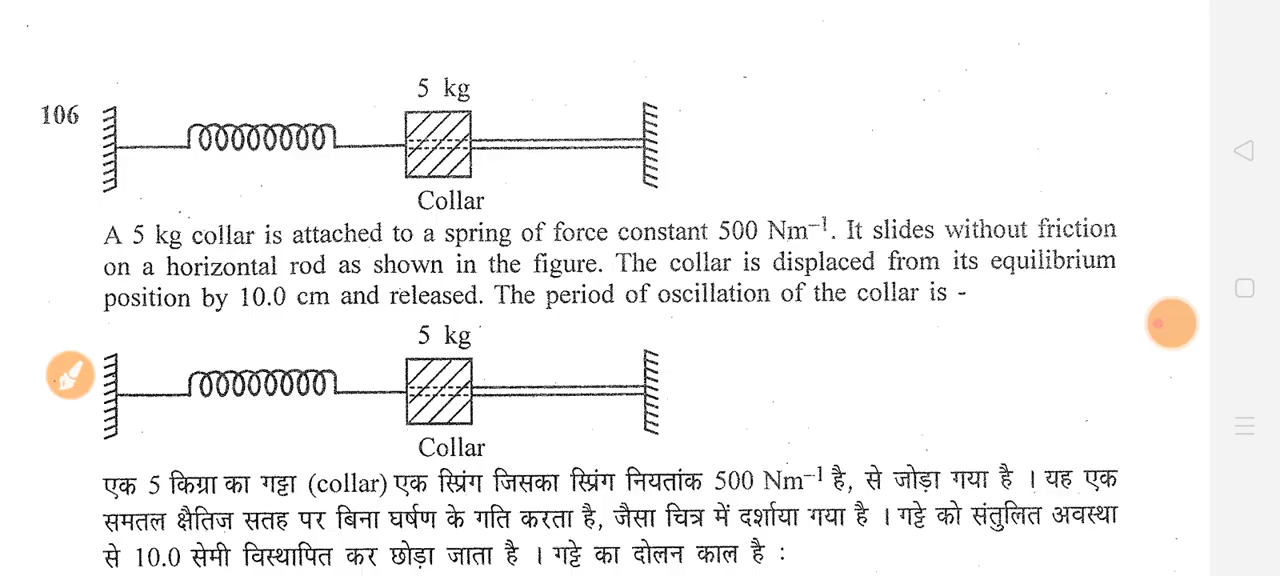 5 kg
106
Collar
A 5 kg collar is attached to a spring of force constant 500 Nm⁻¹. It slides without friction
on a horizontal rod as shown in the figure. The collar is displaced from its equilibrium
position by 10.0 cm and released. The period of oscillation of the collar is -
5 kg
Collar
एक 5 किग्रा का गट्टा (collar) एक स्प्रिंग जिसका स्प्रिंग नियतांक 500 Nm⁻¹ है, से जोड़ा गया है । यह एक
समतल क्षैतिज सतह पर बिना घर्षण के गति करता है, जैसा चित्र में दर्शाया गया है । गट्टे को संतुलित अवस्था
से 10.0 सेमी विस्थापित कर छोड़ा जाता है । गट्टे का दोलन काल है :